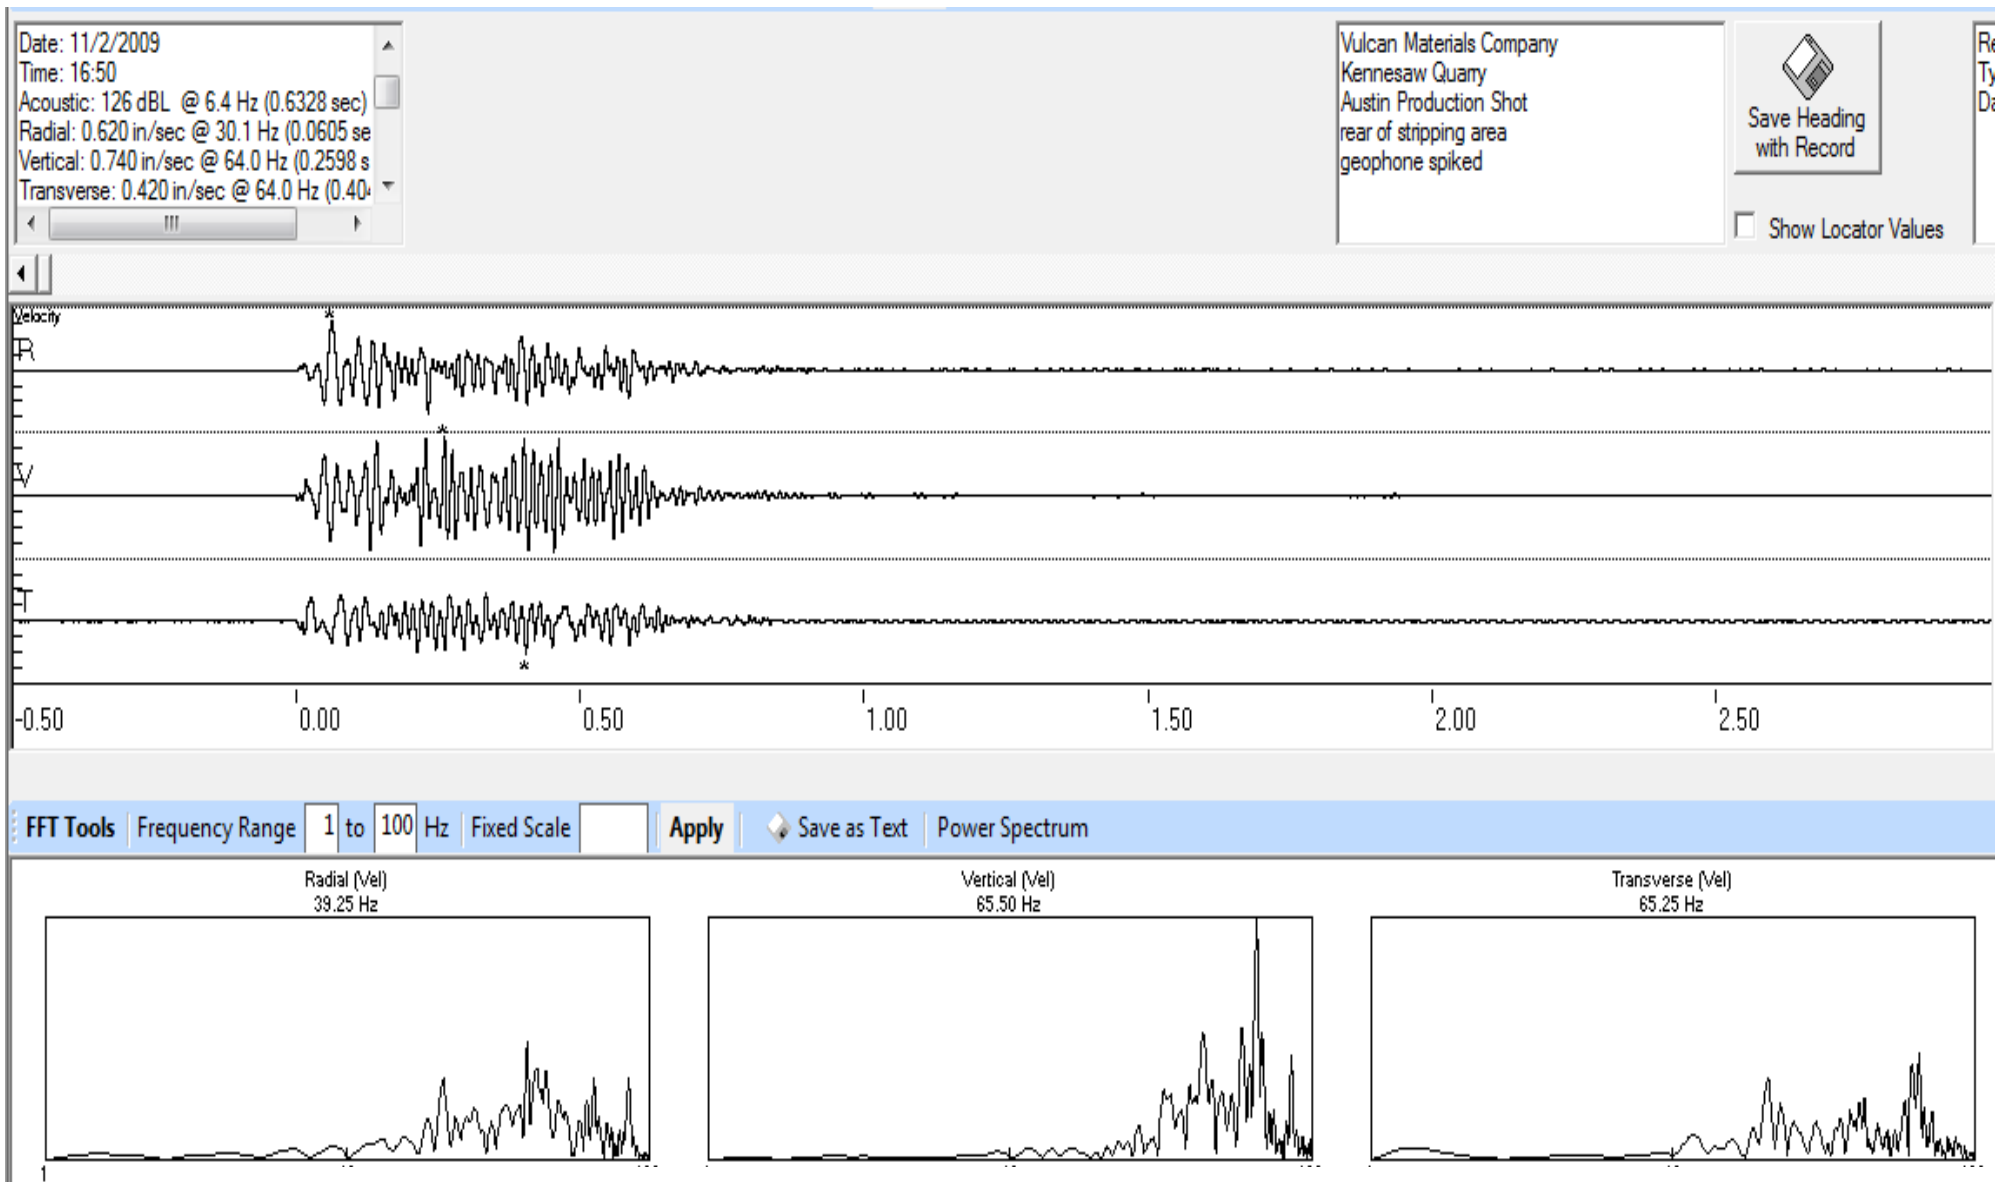 Date: 11/2/2009
Time: 16:50
Acoustic: 126 dBL @ 6.4 Hz (0.6328 sec)
Radial: 0.620 in/sec @ 30.1 Hz (0.0605 se
Vertical: 0.740 in/sec @ 64.0 Hz (0.2598 s
Transverse: 0.420 in/sec @ 64.0 Hz (0.40
Vulcan Materials Company
Kennesaw Quarry
Austin Production Shot
rear of stripping area
geophone spiked
Save Heading
with Record
Show Locator Values
Re
Ty
Da
Velocity
R
V
T
-0.50 0.00 0.50 1.00 1.50 2.00 2.50
FFT Tools Frequency Range 1 to 100 Hz Fixed Scale Apply Save as Text Power Spectrum
Radial (Vel)
39.25 Hz
Vertical (Vel)
65.50 Hz
Transverse (Vel)
65.25 Hz
1